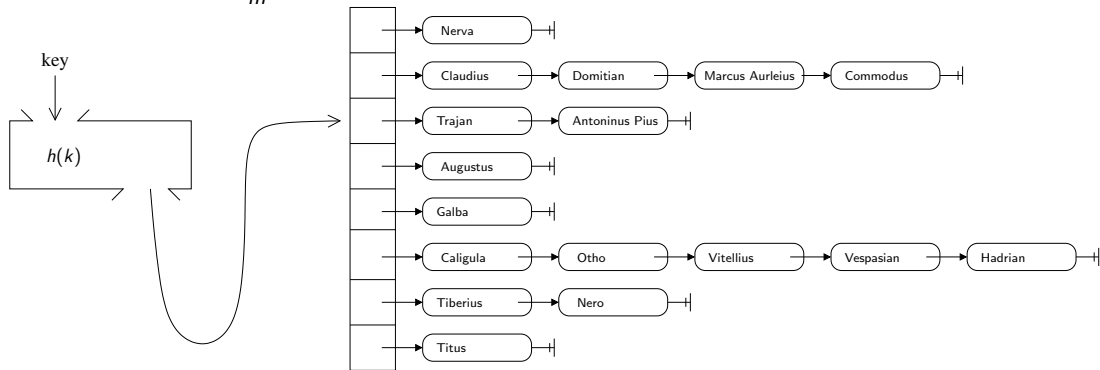 m
Nerva
key
Claudius Domitian Marcus Aurleius Commodus
Trajan Antoninus Pius
h(k)
Augustus
Galba
Caligula Otho Vitellius Vespasian Hadrian
Tiberius Nero
Titus